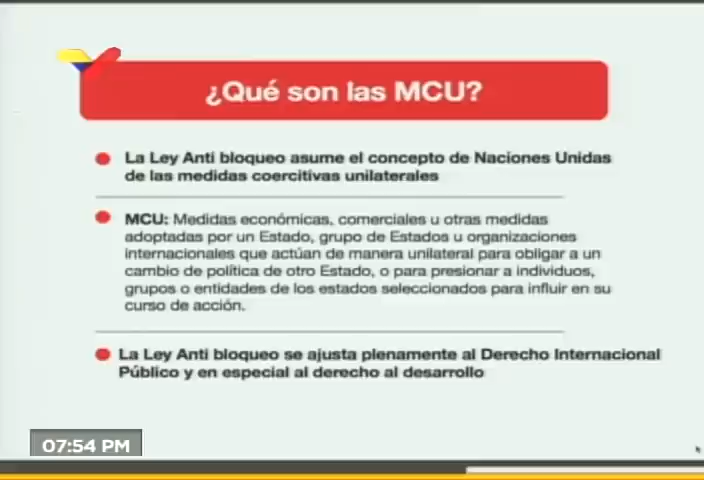 ¿Qué son las MCU?
La Ley Anti bloqueo asume el concepto de Naciones Unidas
de las medidas coercitivas unilaterales
MCU: Medidas económicas, comerciales u otras medidas
adoptadas por un Estado, grupo de Estados u organizaciones
internacionales que actúan de manera unilateral para obligar a un
cambio de política de otro Estado, o para presionar a individuos,
grupos o entidades de los estados seleccionados para influir en su
curso de acción.
La Ley Anti bloqueo se ajusta plenamente al Derecho Internacional
Público y en especial al derecho al desarrollo
07:54 PM